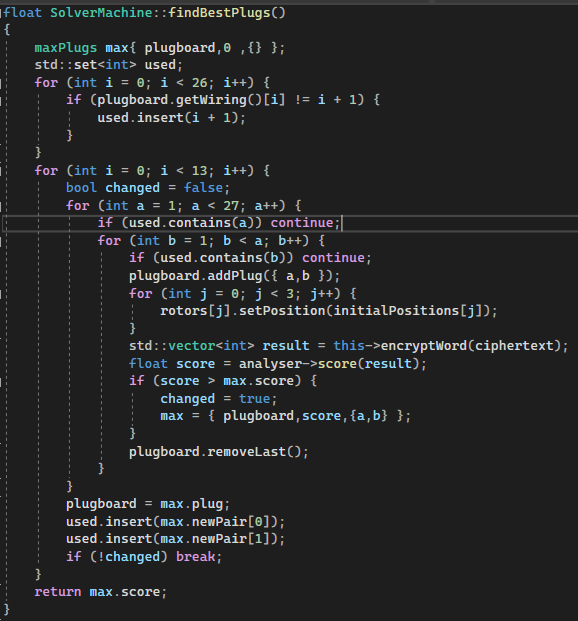 float SolverMachine::findBestPlugs()
{
    maxPlugs max{ plugboard,0 ,{} };
    std::set<int> used;
    for (int i = 0; i < 26; i++) {
        if (plugboard.getWiring()[i] != i + 1) {
            used.insert(i + 1);
        }
    }
    for (int i = 0; i < 13; i++) {
        bool changed = false;
        for (int a = 1; a < 27; a++) {
            if (used.contains(a)) continue;
            for (int b = 1; b < a; b++) {
                if (used.contains(b)) continue;
                plugboard.addPlug({ a,b });
                for (int j = 0; j < 3; j++) {
                    rotors[j].setPosition(initialPositions[j]);
                }
                std::vector<int> result = this->encryptWord(ciphertext);
                float score = analyser->score(result);
                if (score > max.score) {
                    changed = true;
                    max = { plugboard,score,{a,b} };
                }
                plugboard.removeLast();
            }
        }
        plugboard = max.plug;
        used.insert(max.newPair[0]);
        used.insert(max.newPair[1]);
        if (!changed) break;
    }
    return max.score;
}